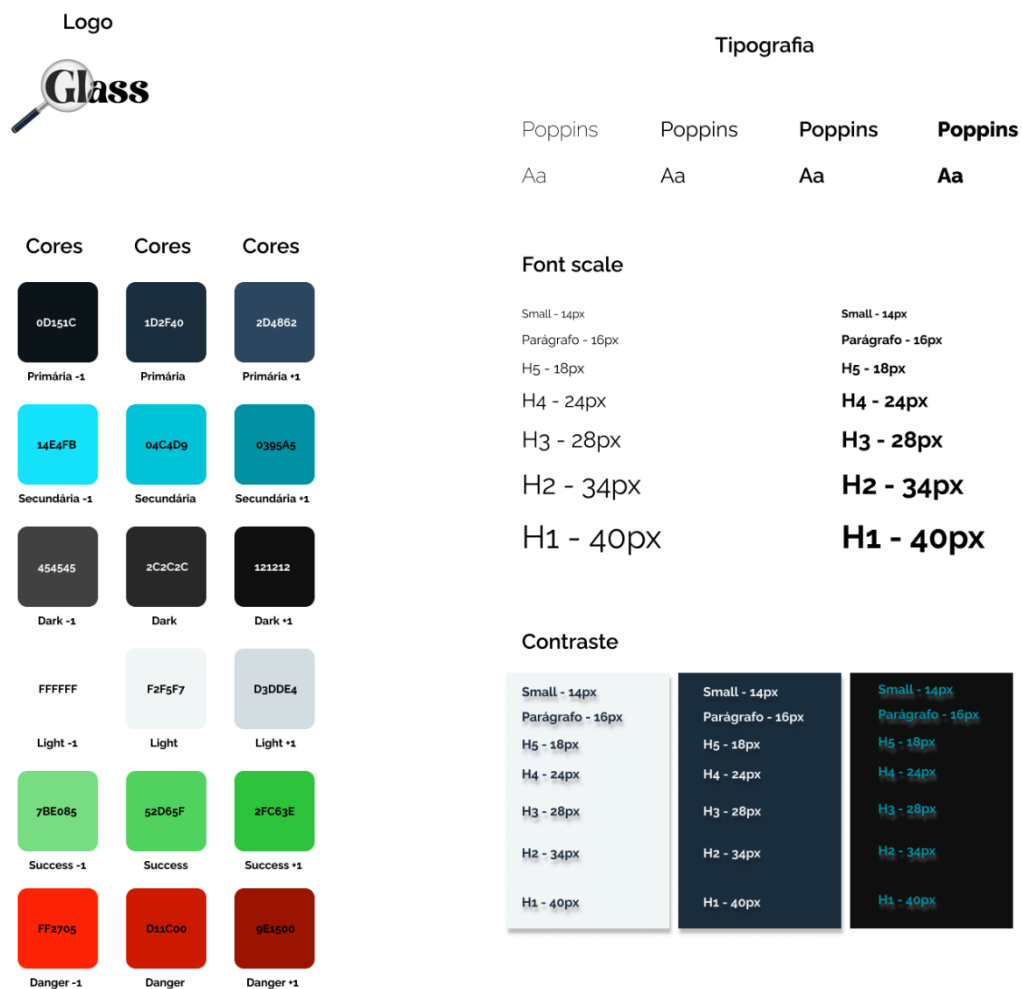 Logo
Glass
Cores Cores Cores
0D151C 1D2F40 2D4862
Primária -1 Primária Primária +1
14E4FB 04C4D9 0395A5
Secundária -1 Secundária Secundária +1
454545 2C2C2C 121212
Dark -1 Dark Dark +1
FFFFFF F2F5F7 D3DDE4
Light -1 Light Light +1
7BE085 52D65F 2FC63E
Success -1 Success Success +1
FF2705 D11C00 9E1500
Danger -1 Danger Danger +1
Tipografia
Poppins Poppins Poppins Poppins
Aa Aa Aa Aa
Font scale
Small - 14px Small - 14px
Parágrafo - 16px Parágrafo - 16px
H5 - 18px H5 - 18px
H4 - 24px H4 - 24px
H3 - 28px H3 - 28px
H2 - 34px H2 - 34px
H1 - 40px H1 - 40px
Contraste
Small - 14px Small - 14px Small - 14px
Parágrafo - 16px Parágrafo - 16px Parágrafo - 16px
H5 - 18px H5 - 18px H5 - 18px
H4 - 24px H4 - 24px H4 - 24px
H3 - 28px H3 - 28px H3 - 28px
H2 - 34px H2 - 34px H2 - 34px
H1 - 40px H1 - 40px H1 - 40px